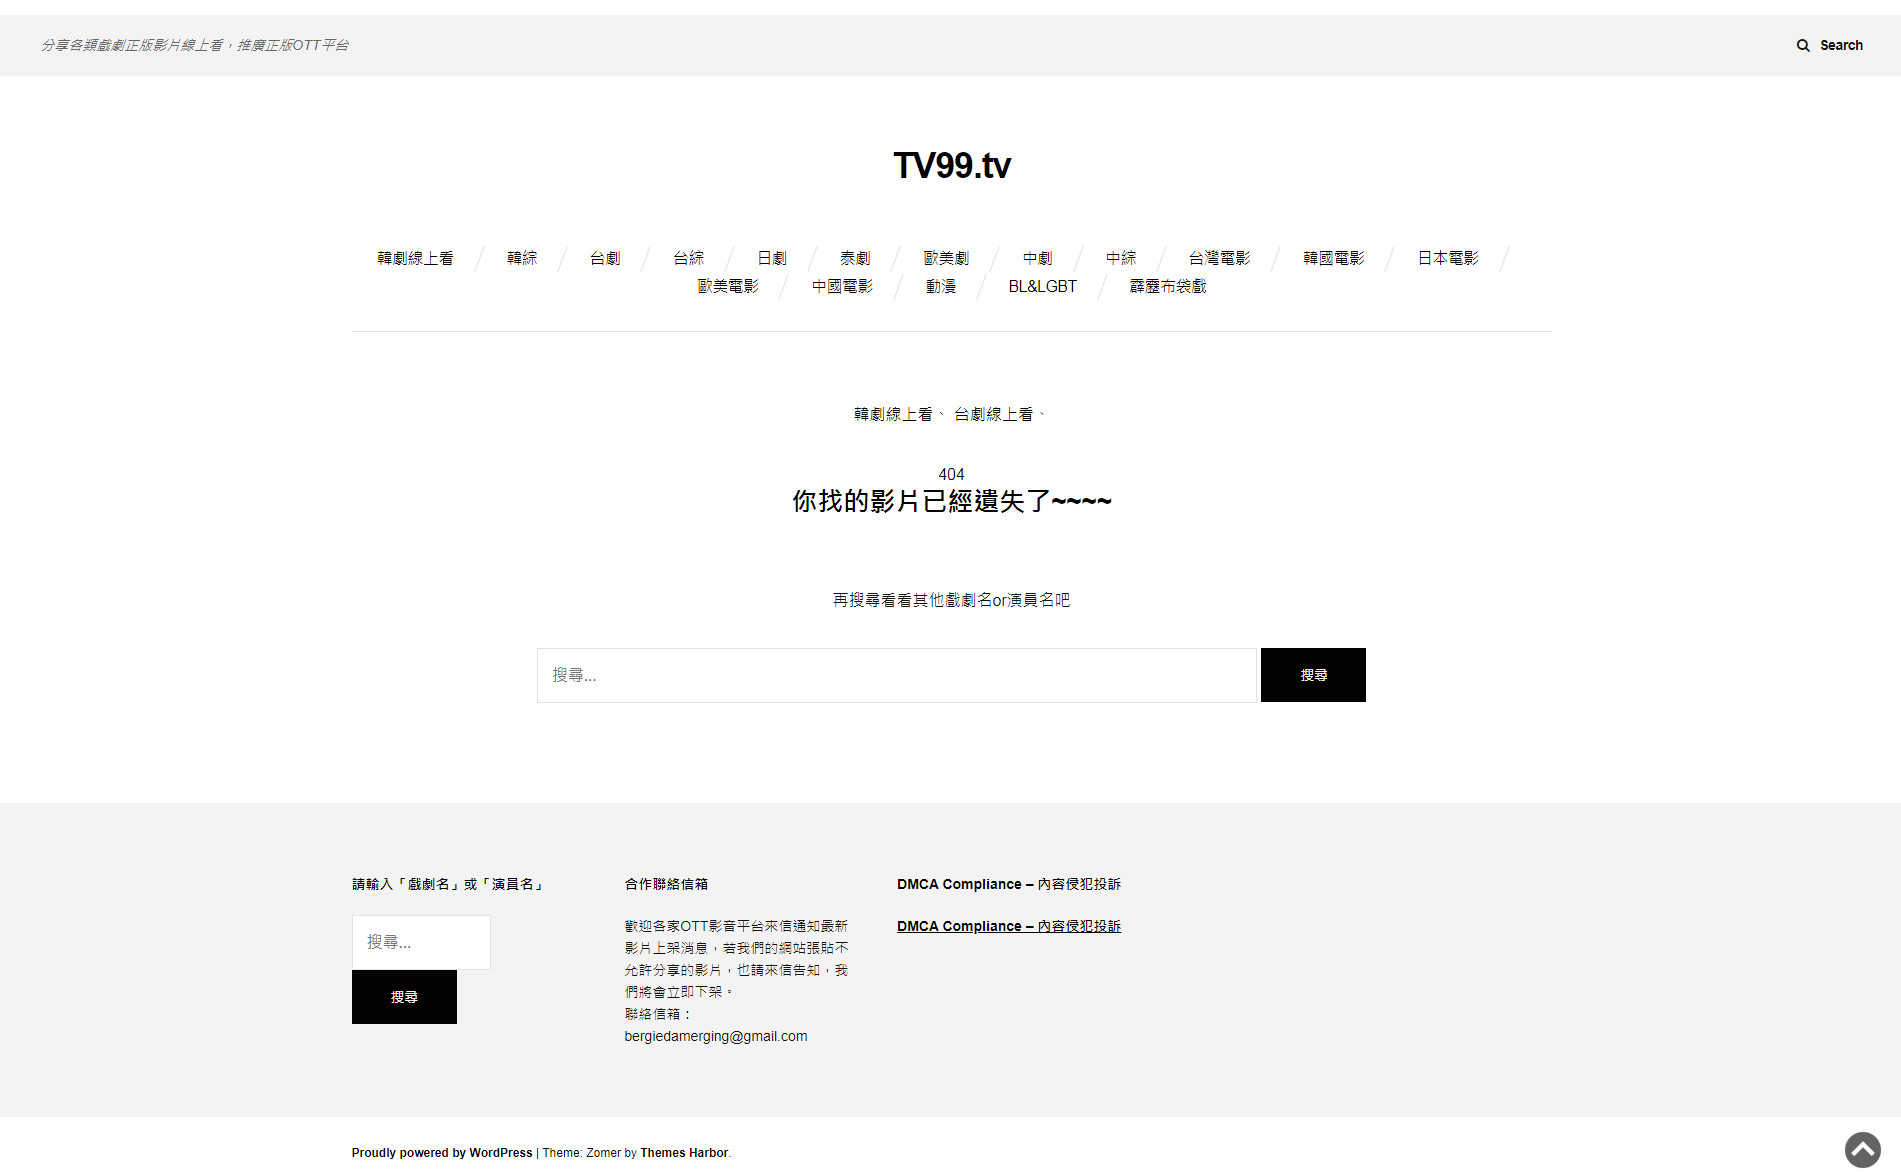 分享各類戲劇正版影片線上看，推廣正版OTT平台
Search
TV99.tv
韓劇線上看 韓綜 台劇 台綜 日劇 泰劇 歐美劇 中劇 中綜 台灣電影 韓國電影 日本電影
歐美電影 中國電影 動漫 BL&LGBT 霹靂布袋戲
韓劇線上看、 台劇線上看、
404
你找的影片已經遺失了~~~~
再搜尋看看其他戲劇名or演員名吧
搜尋... 搜尋
請輸入「戲劇名」或「演員名」
搜尋...
搜尋
合作聯絡信箱
歡迎各家OTT影音平台來信通知最新
影片上架消息，若我們的網站張貼不
允許分享的影片，也請來信告知，我
們將會立即下架。
聯絡信箱：
bergiedamerging@gmail.com
DMCA Compliance – 內容侵犯投訴
DMCA Compliance – 內容侵犯投訴
Proudly powered by WordPress | Theme: Zomer by Themes Harbor.